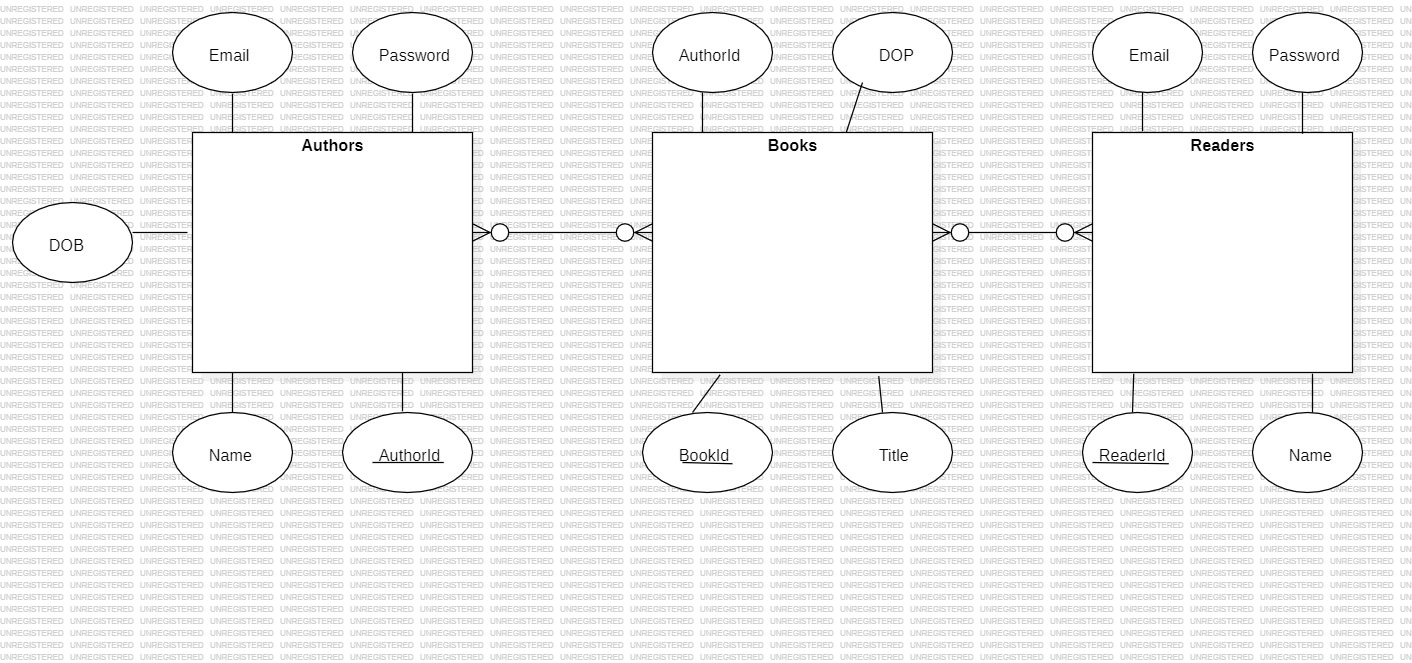 Email
Password
AuthorId
DOP
Email
Password
Authors
Books
Readers
DOB
Name
AuthorId
BookId
Title
ReaderId
Name
UNREGISTERED